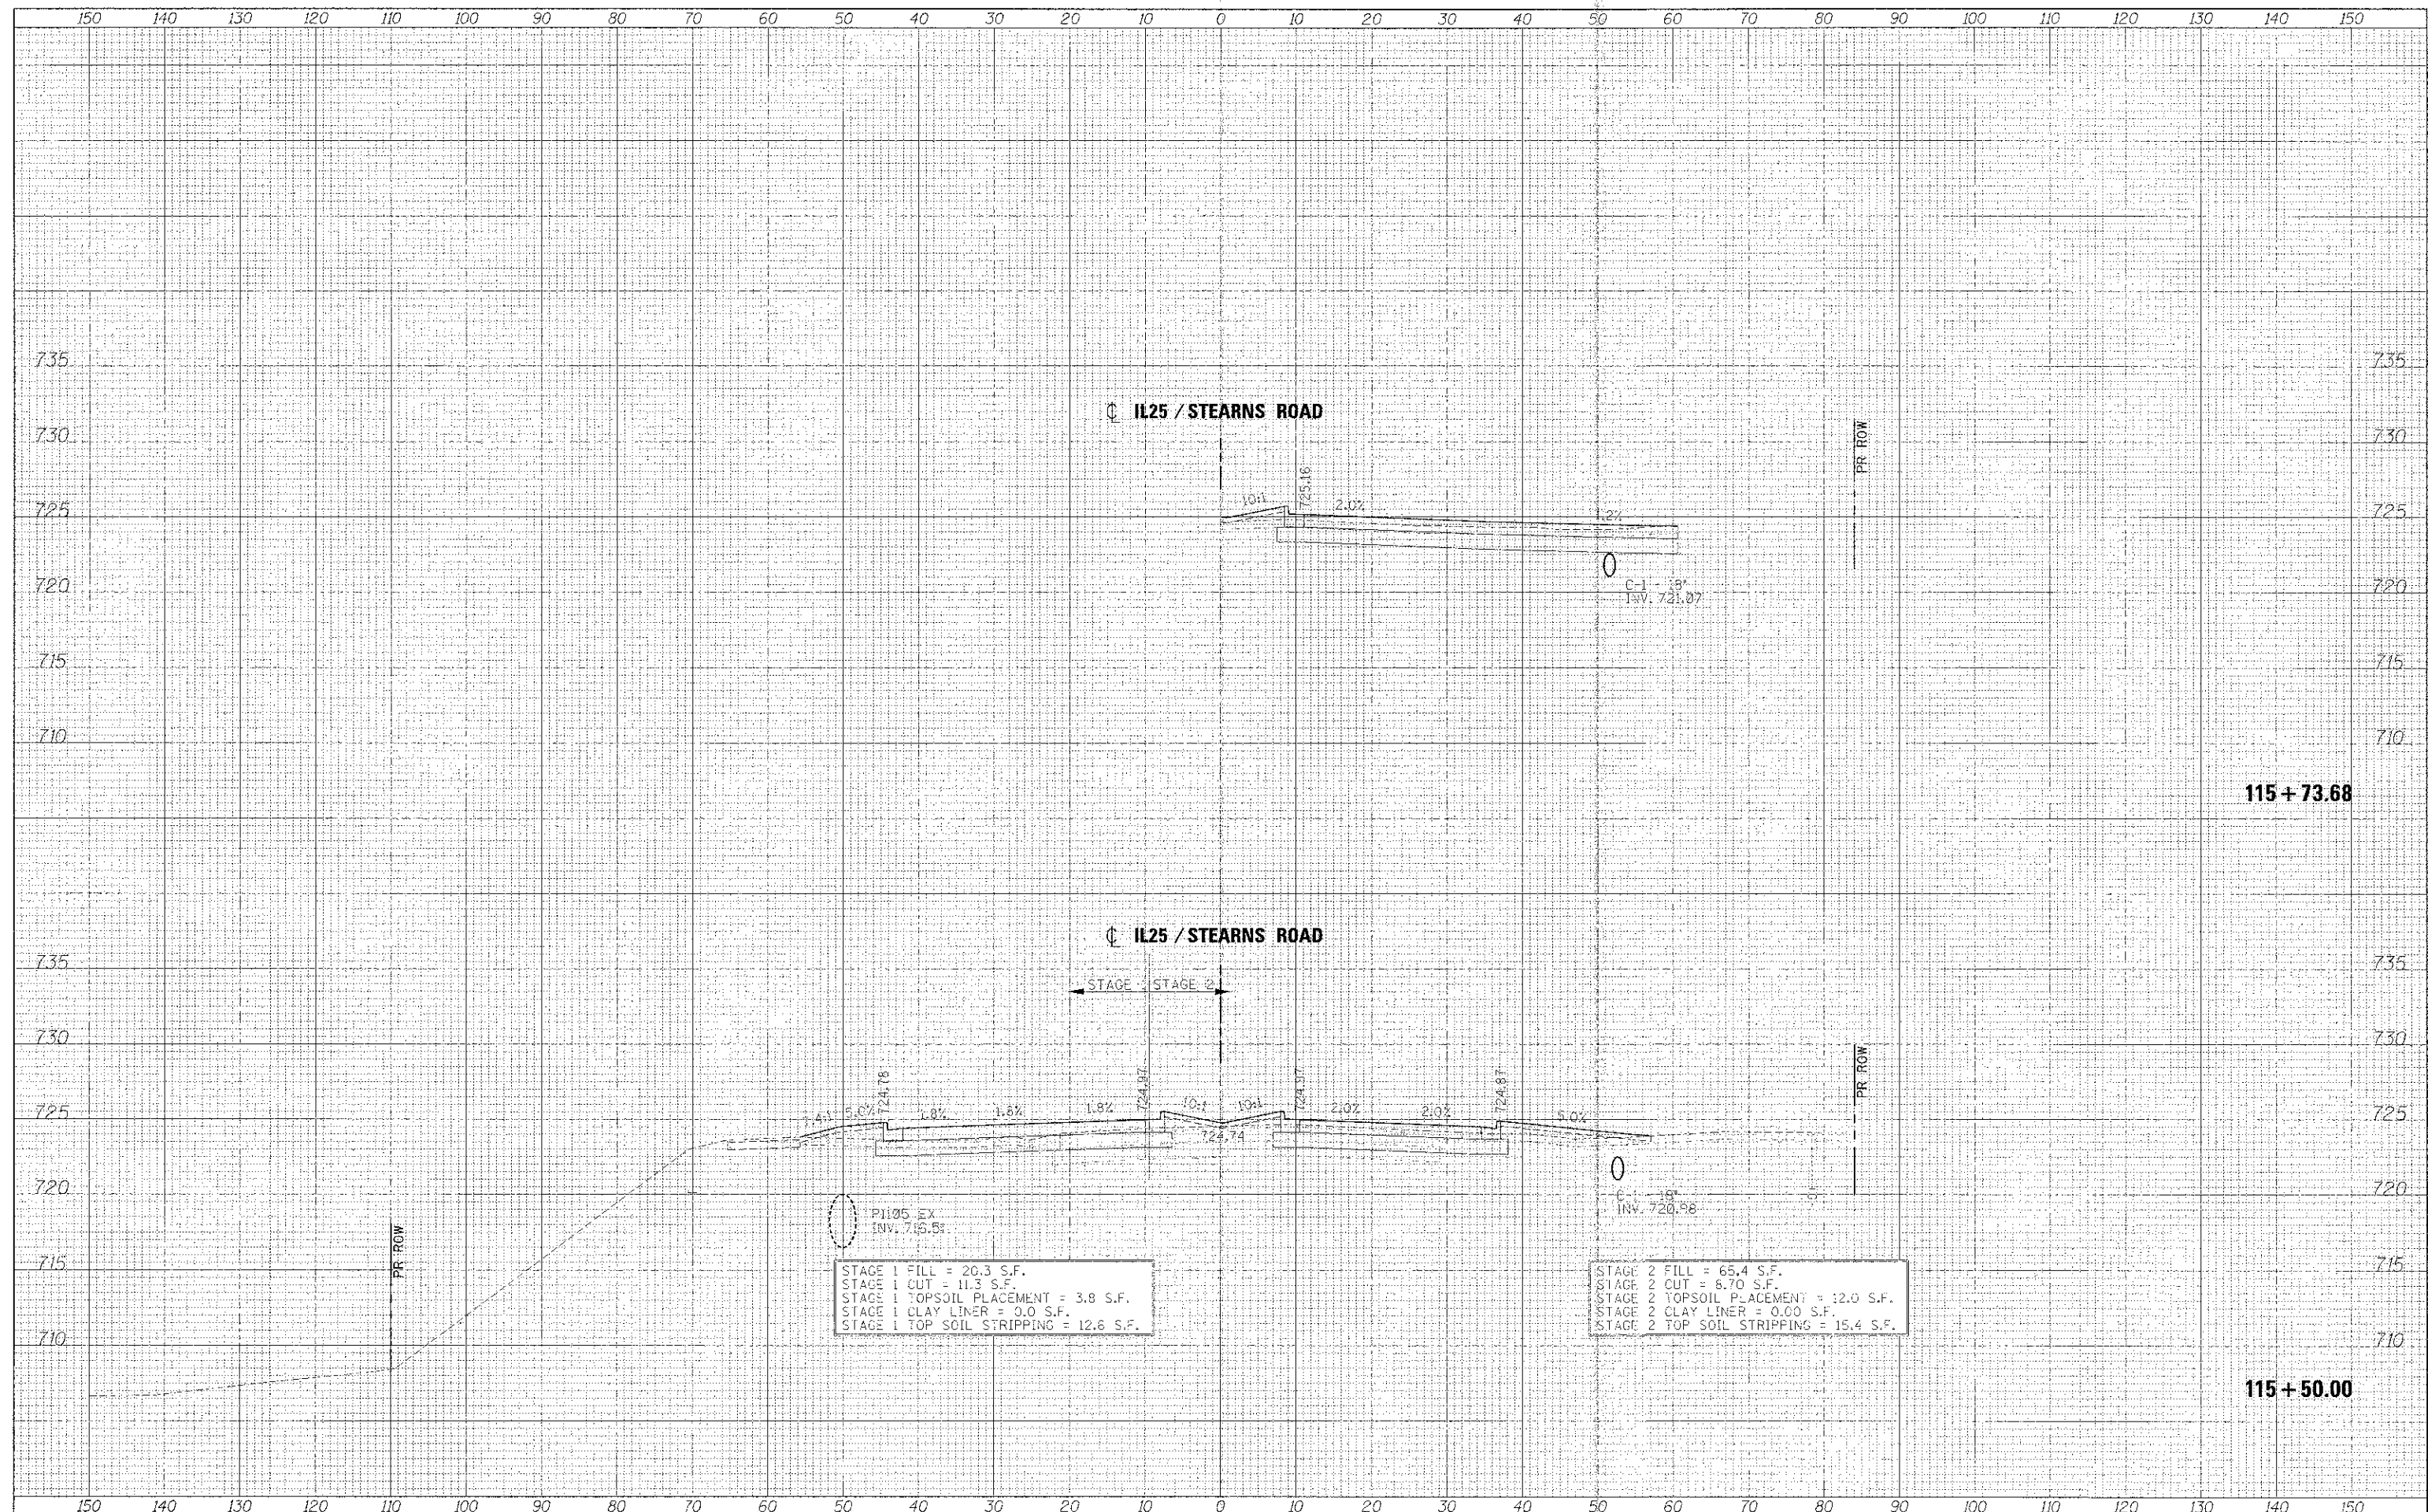 150 140 130 120 110 100 90 80 70 60 50 40 30 20 10 0 10 20 30 40 50 60 70 80 90 100 110 120 130 140 150
735 735
℄ IL25 / STEARNS ROAD
730 PR ROW 730
725 10:1 725.16 2.0% 725
720 C-1 - 18" 720
INV. 721.07
715 715
710 710
115 + 73.68
℄ IL25 / STEARNS ROAD
735 735
STAGE STAGE 2
730 PR ROW 730
725 4:1 5.0% 724.78 1.8% 1.8% 1.8% 724.97 10:1 10:1 724.97 2.0% 2.0% 724.87 5.0% 725
724.74
720 720
P1105 EX C-1 - 18"
INV. INV. 720.98
PR ROW
715 715
STAGE 1 FILL = 20.3 S.F.
STAGE 1 CUT = 11.3 S.F.
STAGE 1 TOPSOIL PLACEMENT = 3.8 S.F.
STAGE 1 CLAY LINER = 0.0 S.F.
STAGE 1 TOP SOIL STRIPPING = 12.6 S.F.
STAGE 2 FILL = 65.4 S.F.
STAGE 2 CUT = 8.70 S.F.
STAGE 2 TOPSOIL PLACEMENT = 12.0 S.F.
STAGE 2 CLAY LINER = 0.00 S.F.
STAGE 2 TOP SOIL STRIPPING = 15.4 S.F.
710 710
115 + 50.00
150 140 130 120 110 100 90 80 70 60 50 40 30 20 10 0 10 20 30 40 50 60 70 80 90 100 110 120 130 140 150